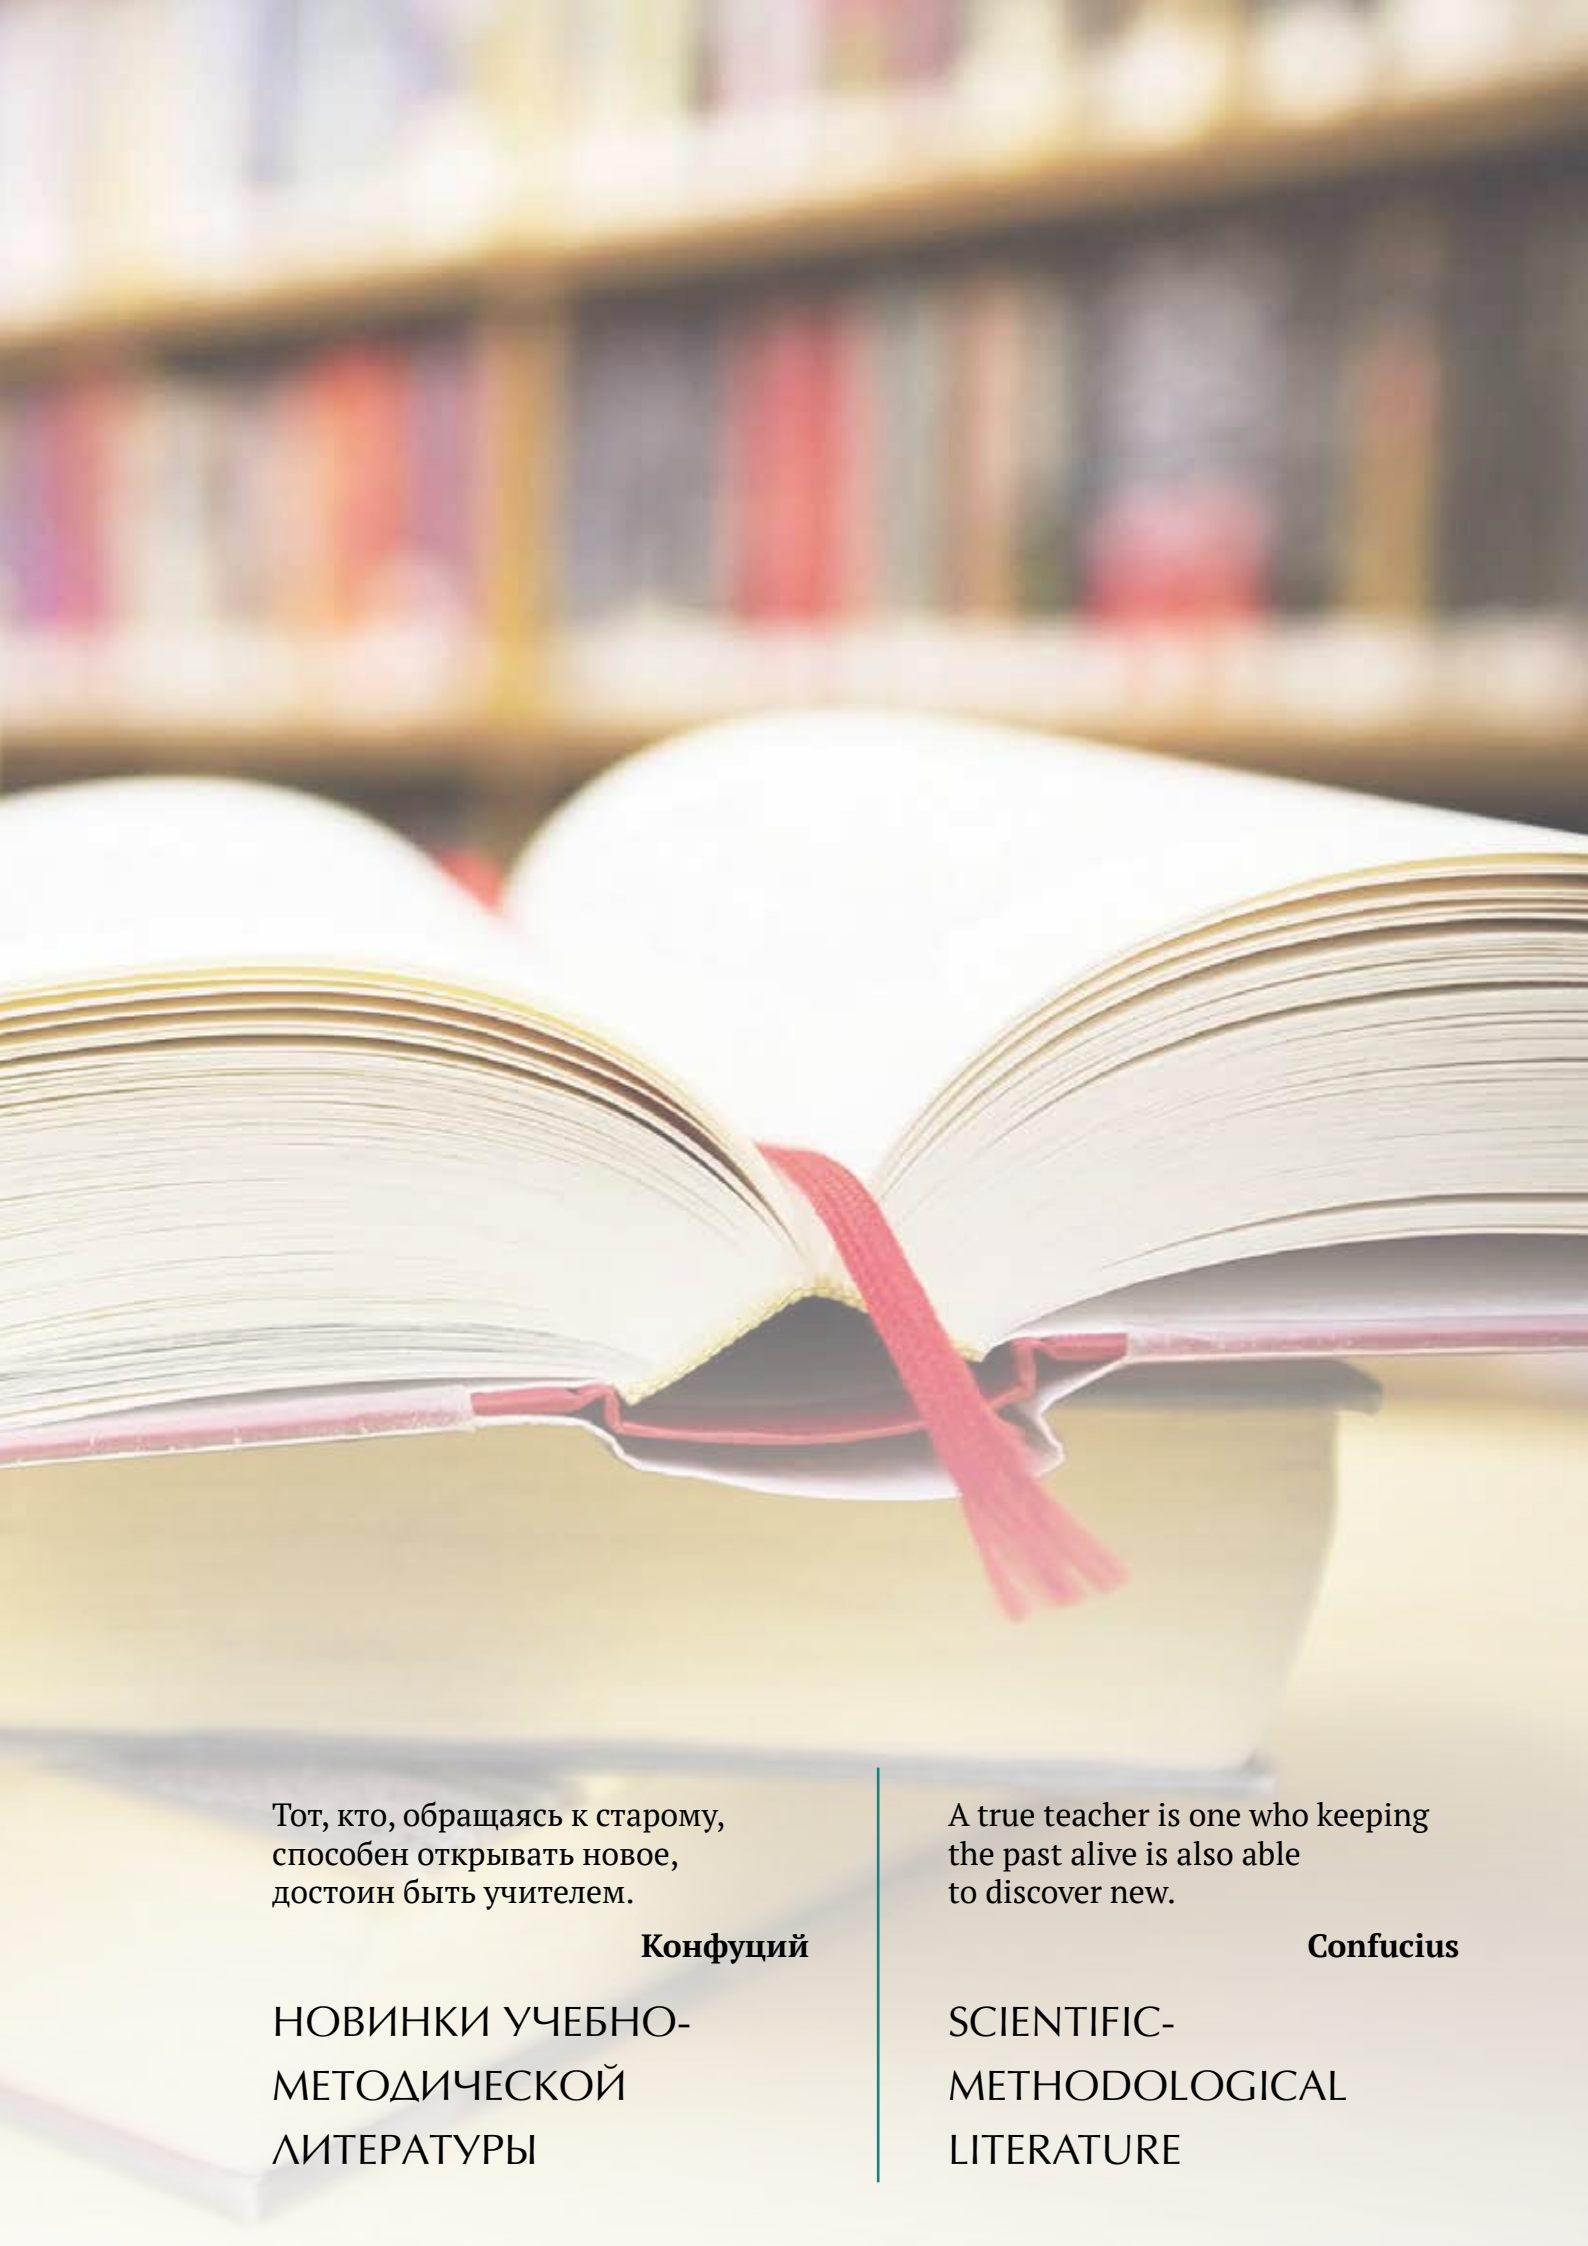 Тот, кто, обращаясь к старому,
способен открывать новое,
достоин быть учителем.
Конфуций
НОВИНКИ УЧЕБНО-
МЕТОДИЧЕСКОЙ
ЛИТЕРАТУРЫ
A true teacher is one who keeping
the past alive is also able
to discover new.
Confucius
SCIENTIFIC-
METHODOLOGICAL
LITERATURE